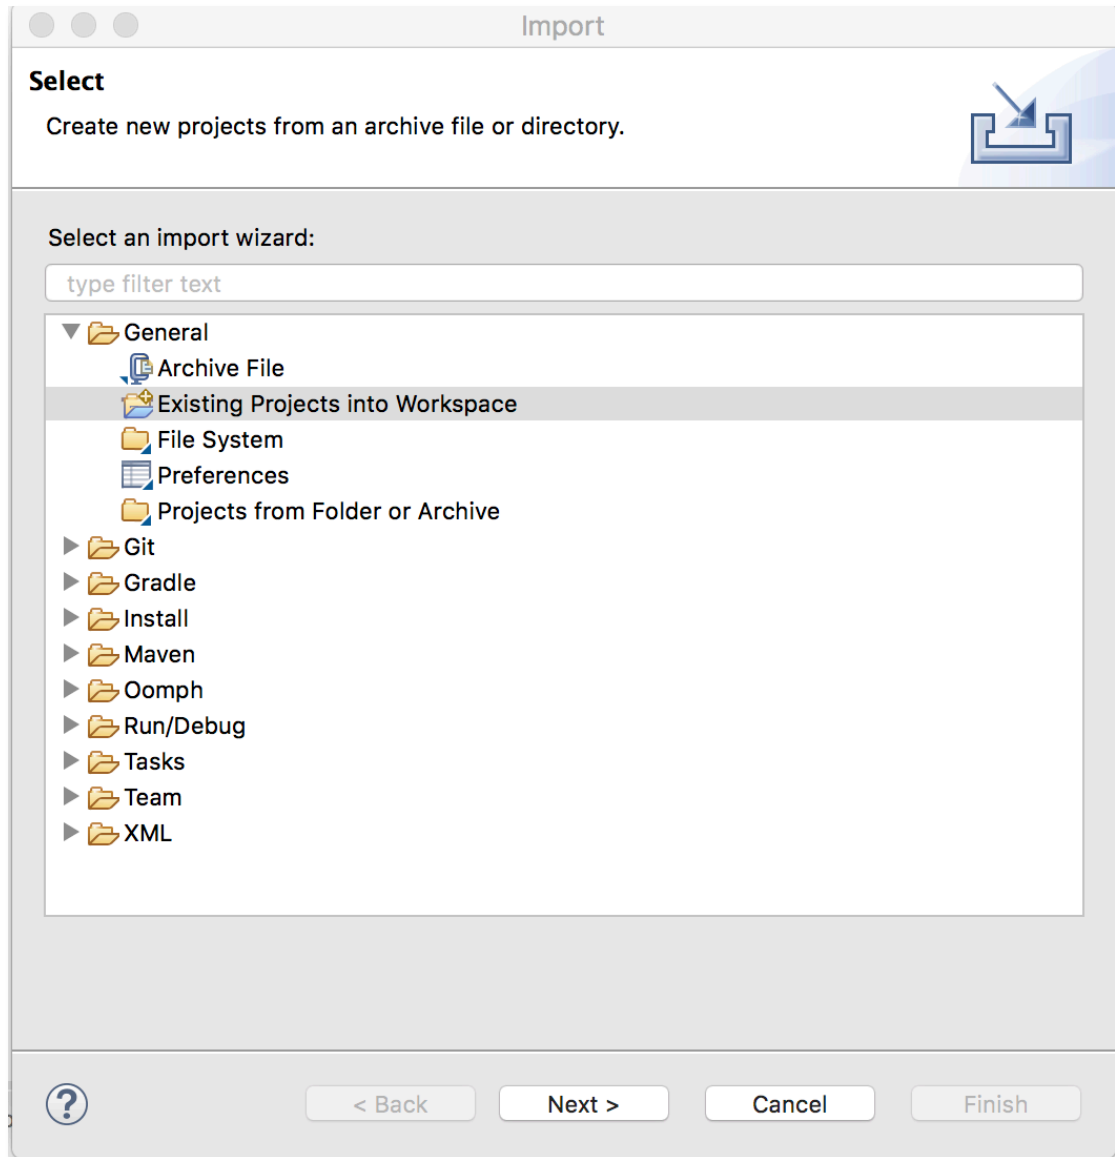 Import
Select
Create new projects from an archive file or directory.
Select an import wizard:
type filter text
General
Archive File
Existing Projects into Workspace
File System
Preferences
Projects from Folder or Archive
Git
Gradle
Install
Maven
Oomph
Run/Debug
Tasks
Team
XML
? < Back Next > Cancel Finish